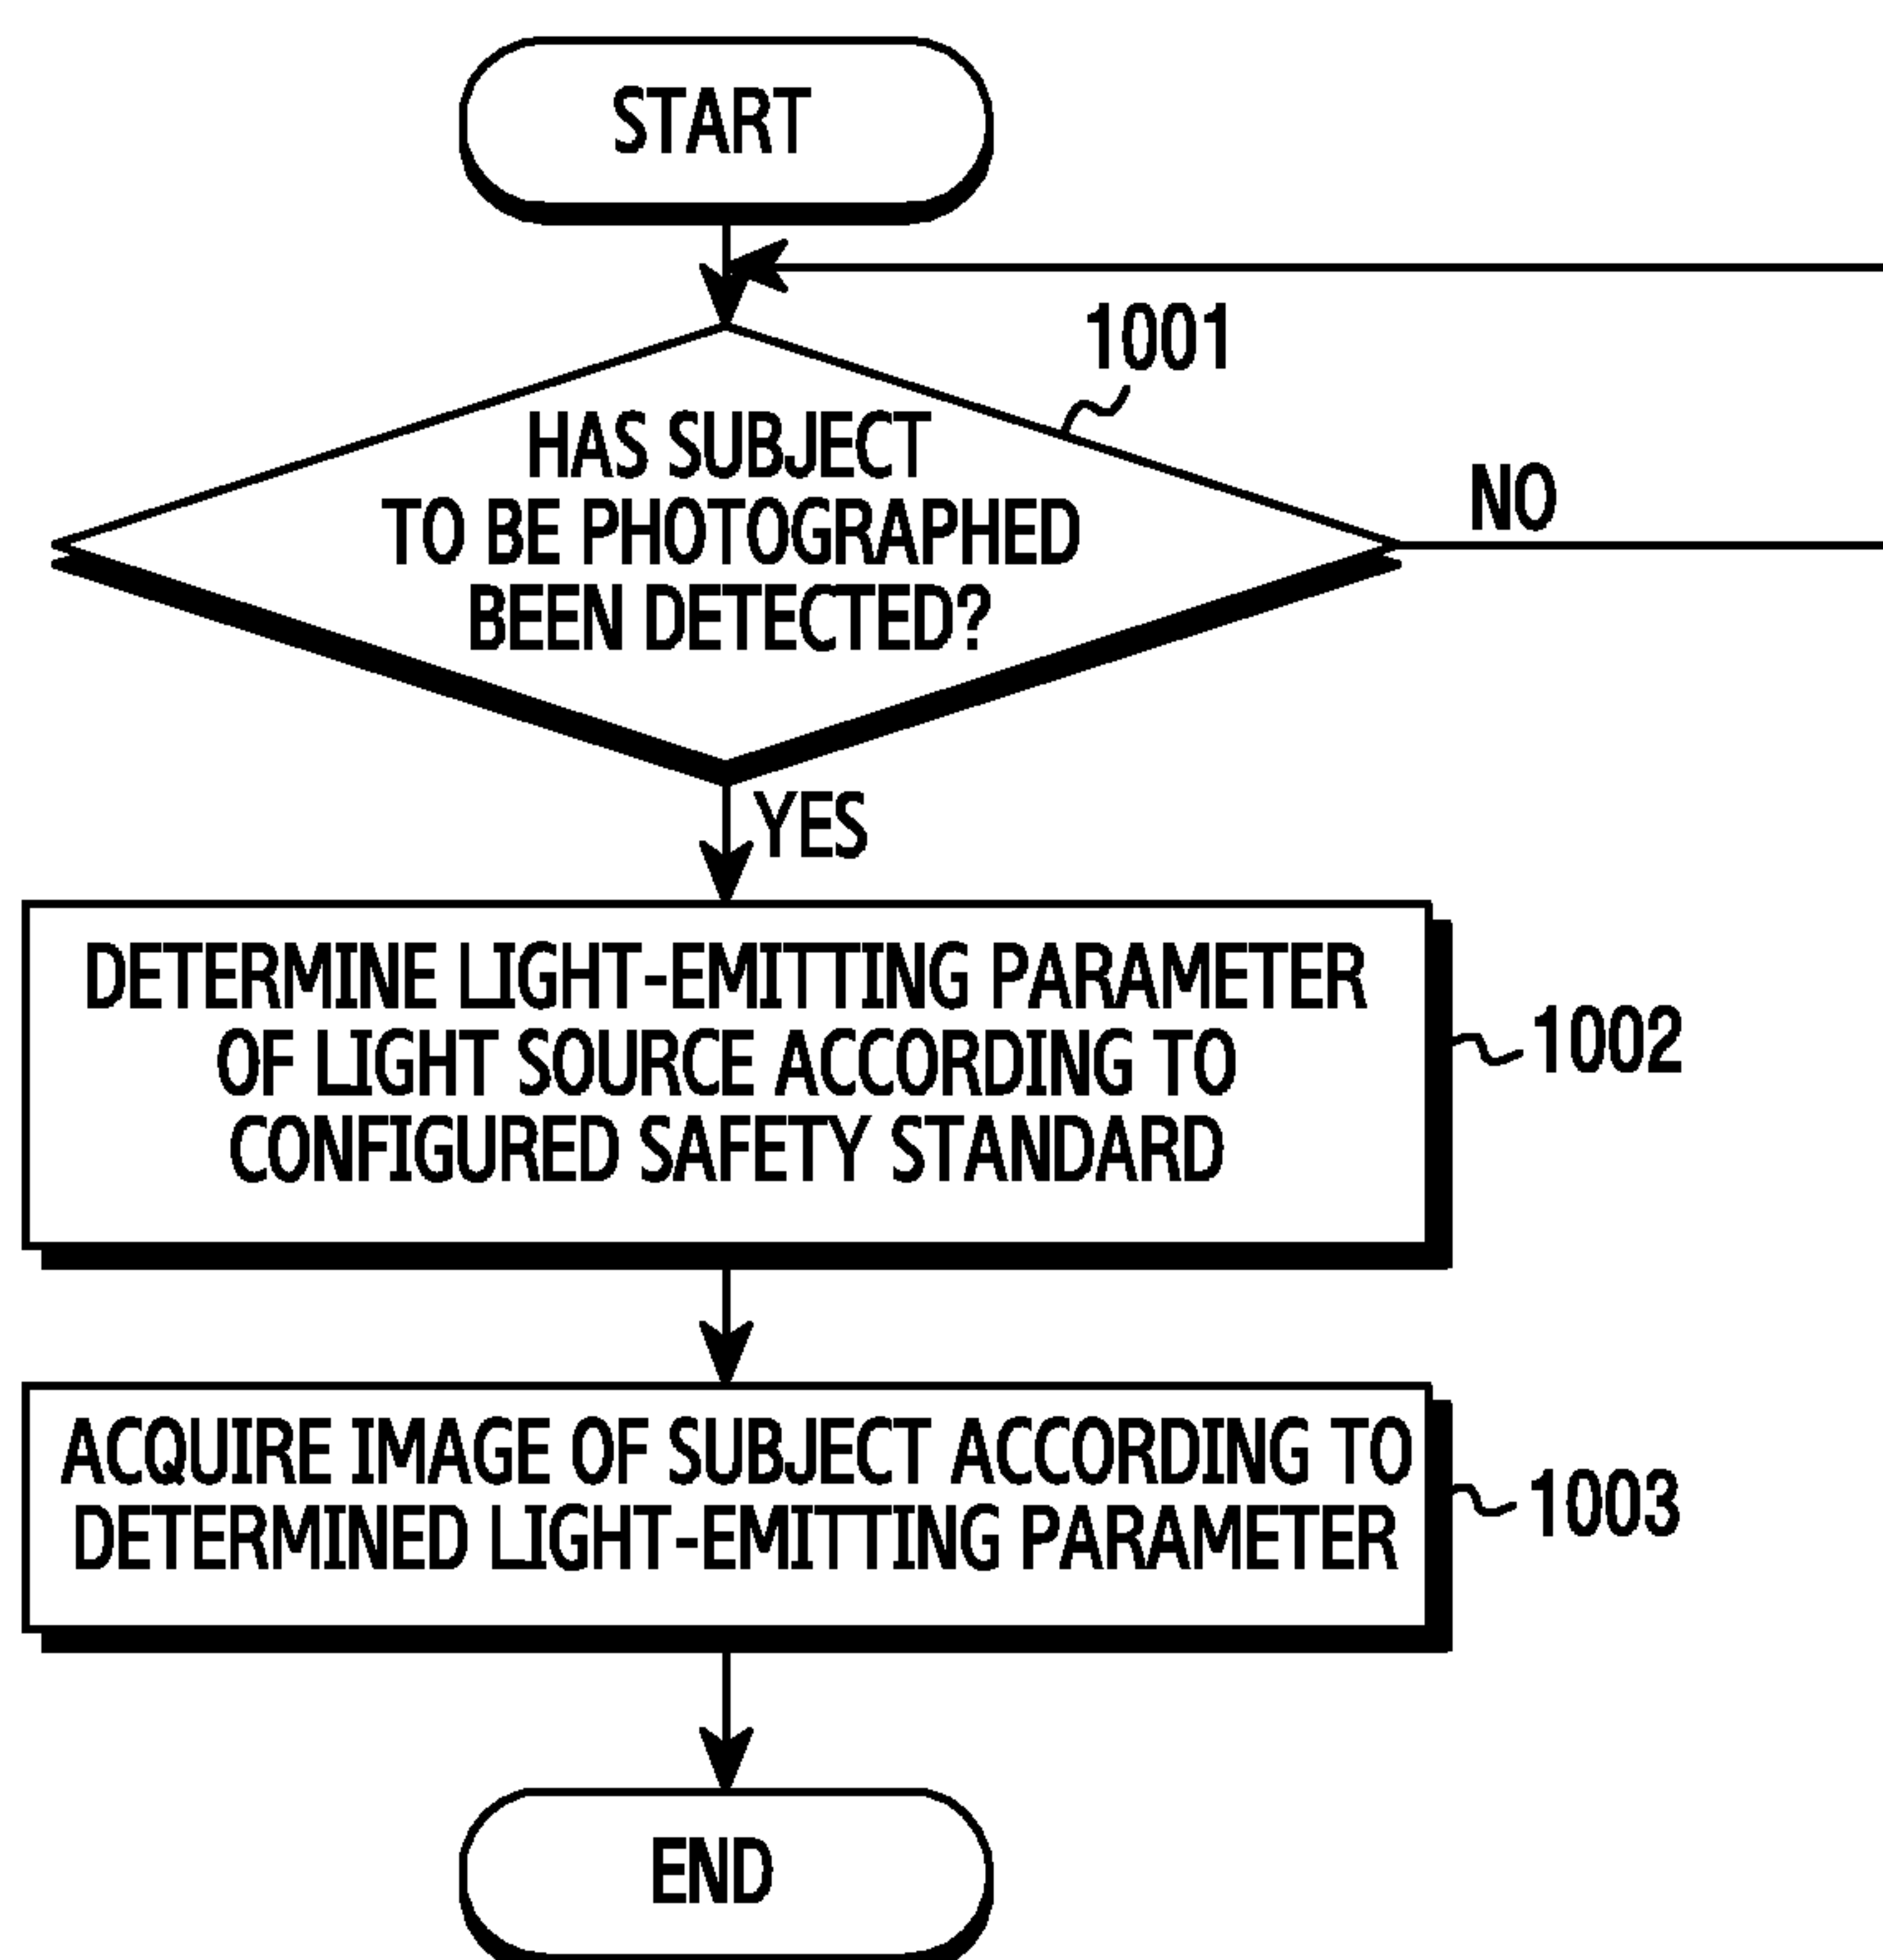 START
1001
HAS SUBJECT
TO BE PHOTOGRAPHED
BEEN DETECTED?
NO
YES
DETERMINE LIGHT-EMITTING PARAMETER
OF LIGHT SOURCE ACCORDING TO
CONFIGURED SAFETY STANDARD
1002
ACQUIRE IMAGE OF SUBJECT ACCORDING TO
DETERMINED LIGHT-EMITTING PARAMETER
1003
END